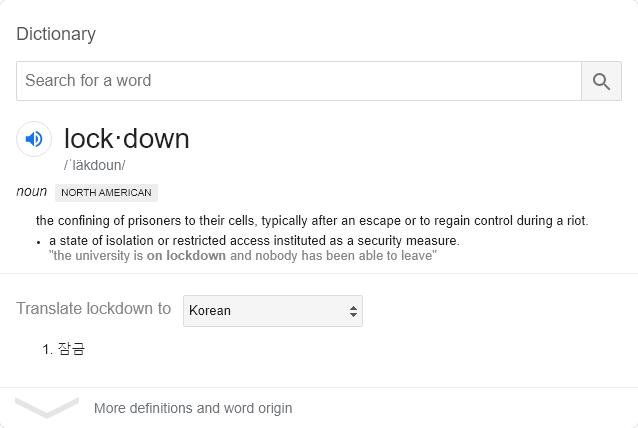 Dictionary
Search for a word
lock·down
/ˈläkdoun/
noun NORTH AMERICAN
the confining of prisoners to their cells, typically after an escape or to regain control during a riot.
• a state of isolation or restricted access instituted as a security measure.
"the university is on lockdown and nobody has been able to leave"
Translate lockdown to Korean
1. 잠금
More definitions and word origin